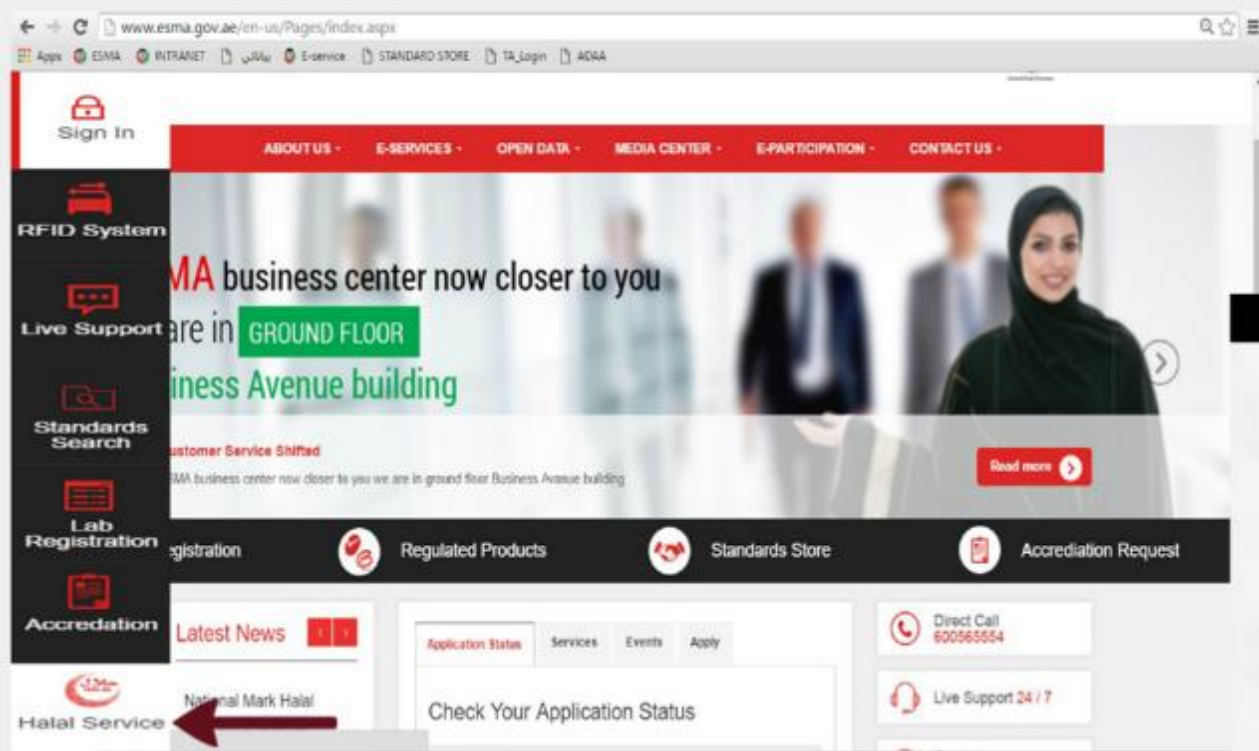 www.esma.gov.ae/en-us/Pages/index.aspx
Apps ESMA INTRANET بياناتي E-service STANDARD STORE TA_Login ADAA
Sign In
ABOUT US E-SERVICES OPEN DATA MEDIA CENTER E-PARTICIPATION CONTACT US
RFID System
Live Support
Standards
Search
Lab
Registration
Accredation
Halal Service
MA business center now closer to you
are in GROUND FLOOR
iness Avenue building
ustomer Service Shifted
SMA business center now closer to you we are in ground floor Business Avenue building
Read more
egistration Regulated Products Standards Store Accrediation Request
Latest News
National Mark Halal
Application Status Services Events Apply
Check Your Application Status
Direct Call
600565554
Live Support 24 / 7